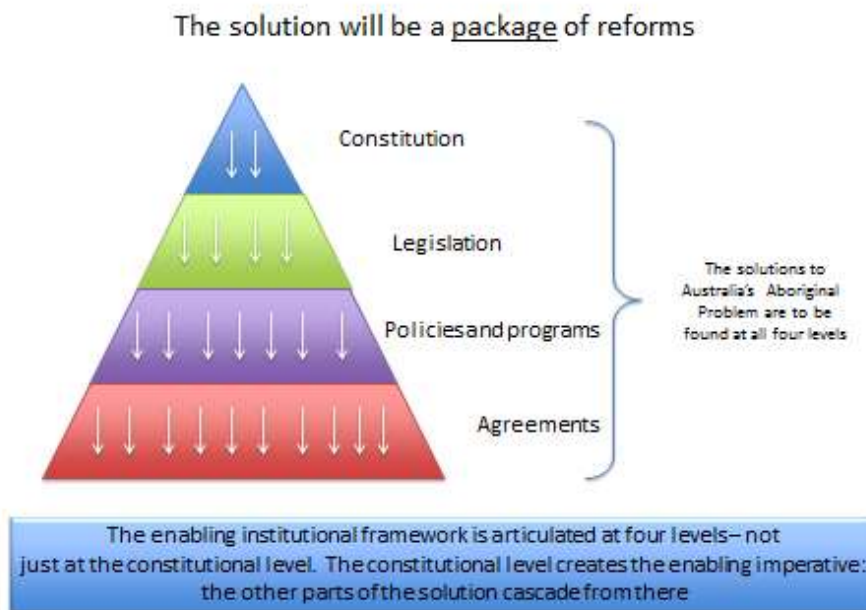 The solution will be a package of reforms
Constitution
Legislation
Policies and programs
Agreements
The solutions to
Australia's Aboriginal
Problem are to be
found at all four levels
The enabling institutional framework is articulated at four levels– not
just at the constitutional level. The constitutional level creates the enabling imperative:
the other parts of the solution cascade from there